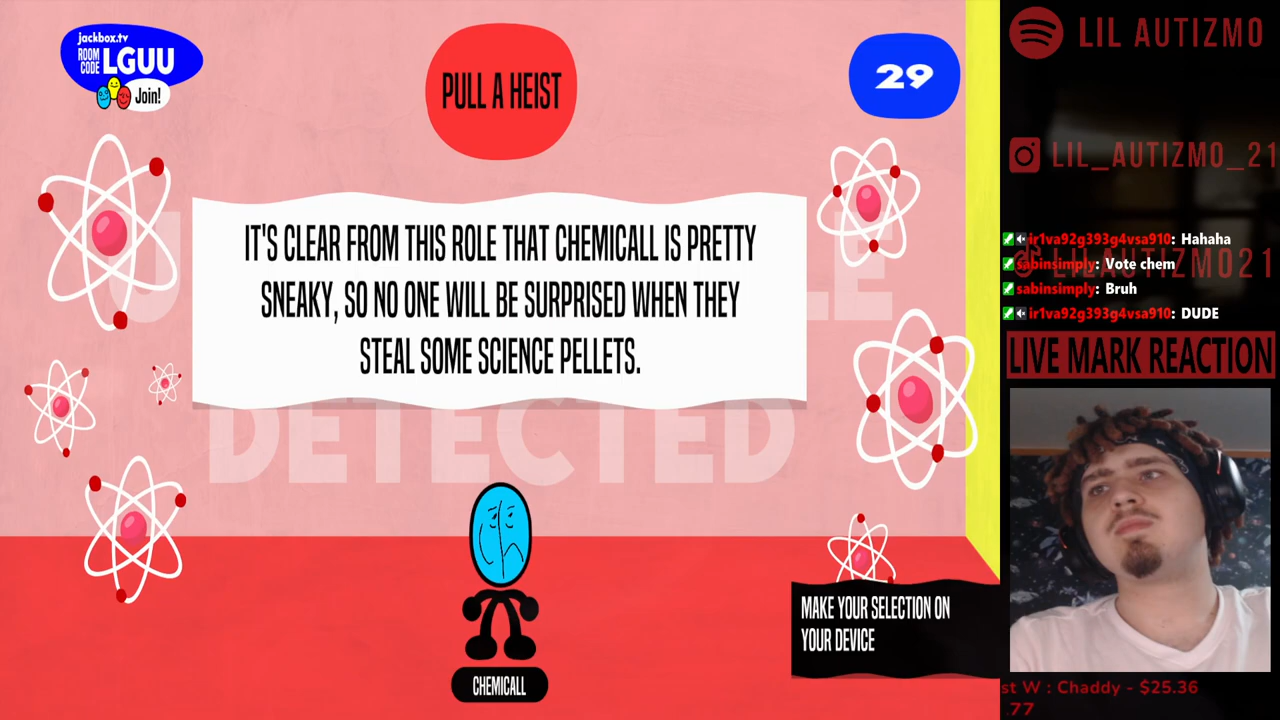 jackbox.tv
ROOM CODE LGUU
Join!
PULL A HEIST
29
IT'S CLEAR FROM THIS ROLE THAT CHEMICALL IS PRETTY
SNEAKY, SO NO ONE WILL BE SURPRISED WHEN THEY
STEAL SOME SCIENCE PELLETS.
DETECTED
CHEMICALL
MAKE YOUR SELECTION ON
YOUR DEVICE
LIL AUTIZMO
LIL_AUTIZMO_21
ir1va92g393g4vsa910: Hahaha
LILAUTIZMO21
sabinsimply: Vote chem
sabinsimply: Bruh
ir1va92g393g4vsa910: DUDE
LIVE MARK REACTION
st W : Chaddy - $25.36
.77